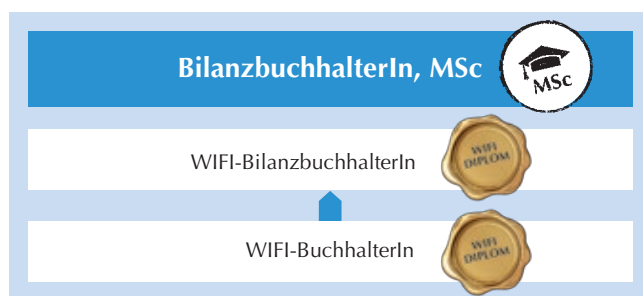 BilanzbuchhalterIn, MSc
MSc
WIFI-BilanzbuchhalterIn
WIFI
DIPLOM
WIFI-BuchhalterIn
WIFI
DIPLOM